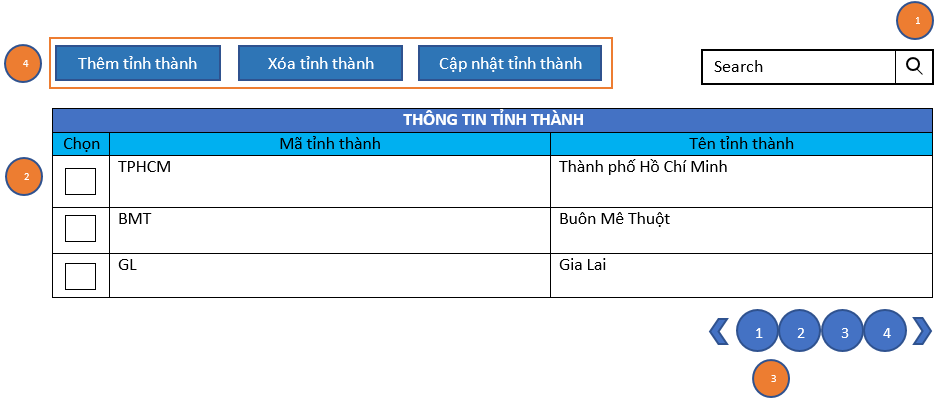 1
4
Thêm tỉnh thành
Xóa tỉnh thành
Cập nhật tỉnh thành
Search
THÔNG TIN TỈNH THÀNH
Chọn
Mã tỉnh thành
Tên tỉnh thành
2
TPHCM
Thành phố Hồ Chí Minh
BMT
Buôn Mê Thuột
GL
Gia Lai
1
2
3
4
3